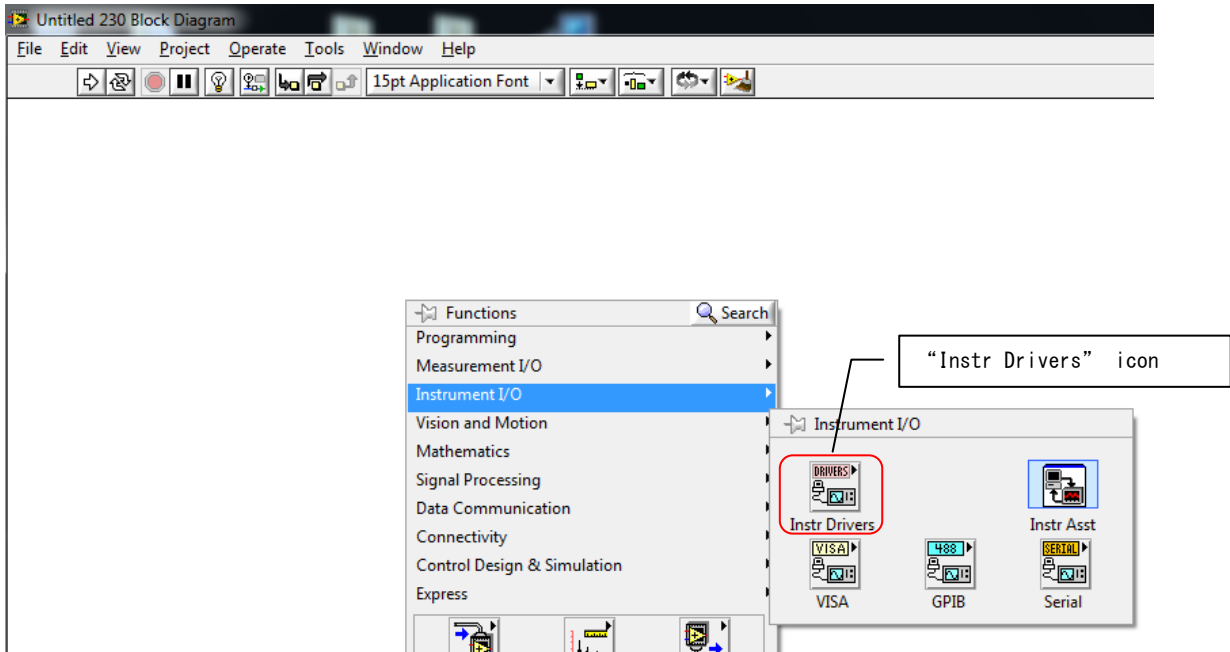 Untitled 230 Block Diagram
File Edit View Project Operate Tools Window Help
15pt Application Font
Functions Search
Programming
Measurement I/O
Instrument I/O
Vision and Motion
Mathematics
Signal Processing
Data Communication
Connectivity
Control Design & Simulation
Express
“Instr Drivers” icon
Instrument I/O
DRIVERS
Instr Drivers
Instr Asst
VISA
488
SERIAL
VISA
GPIB
Serial